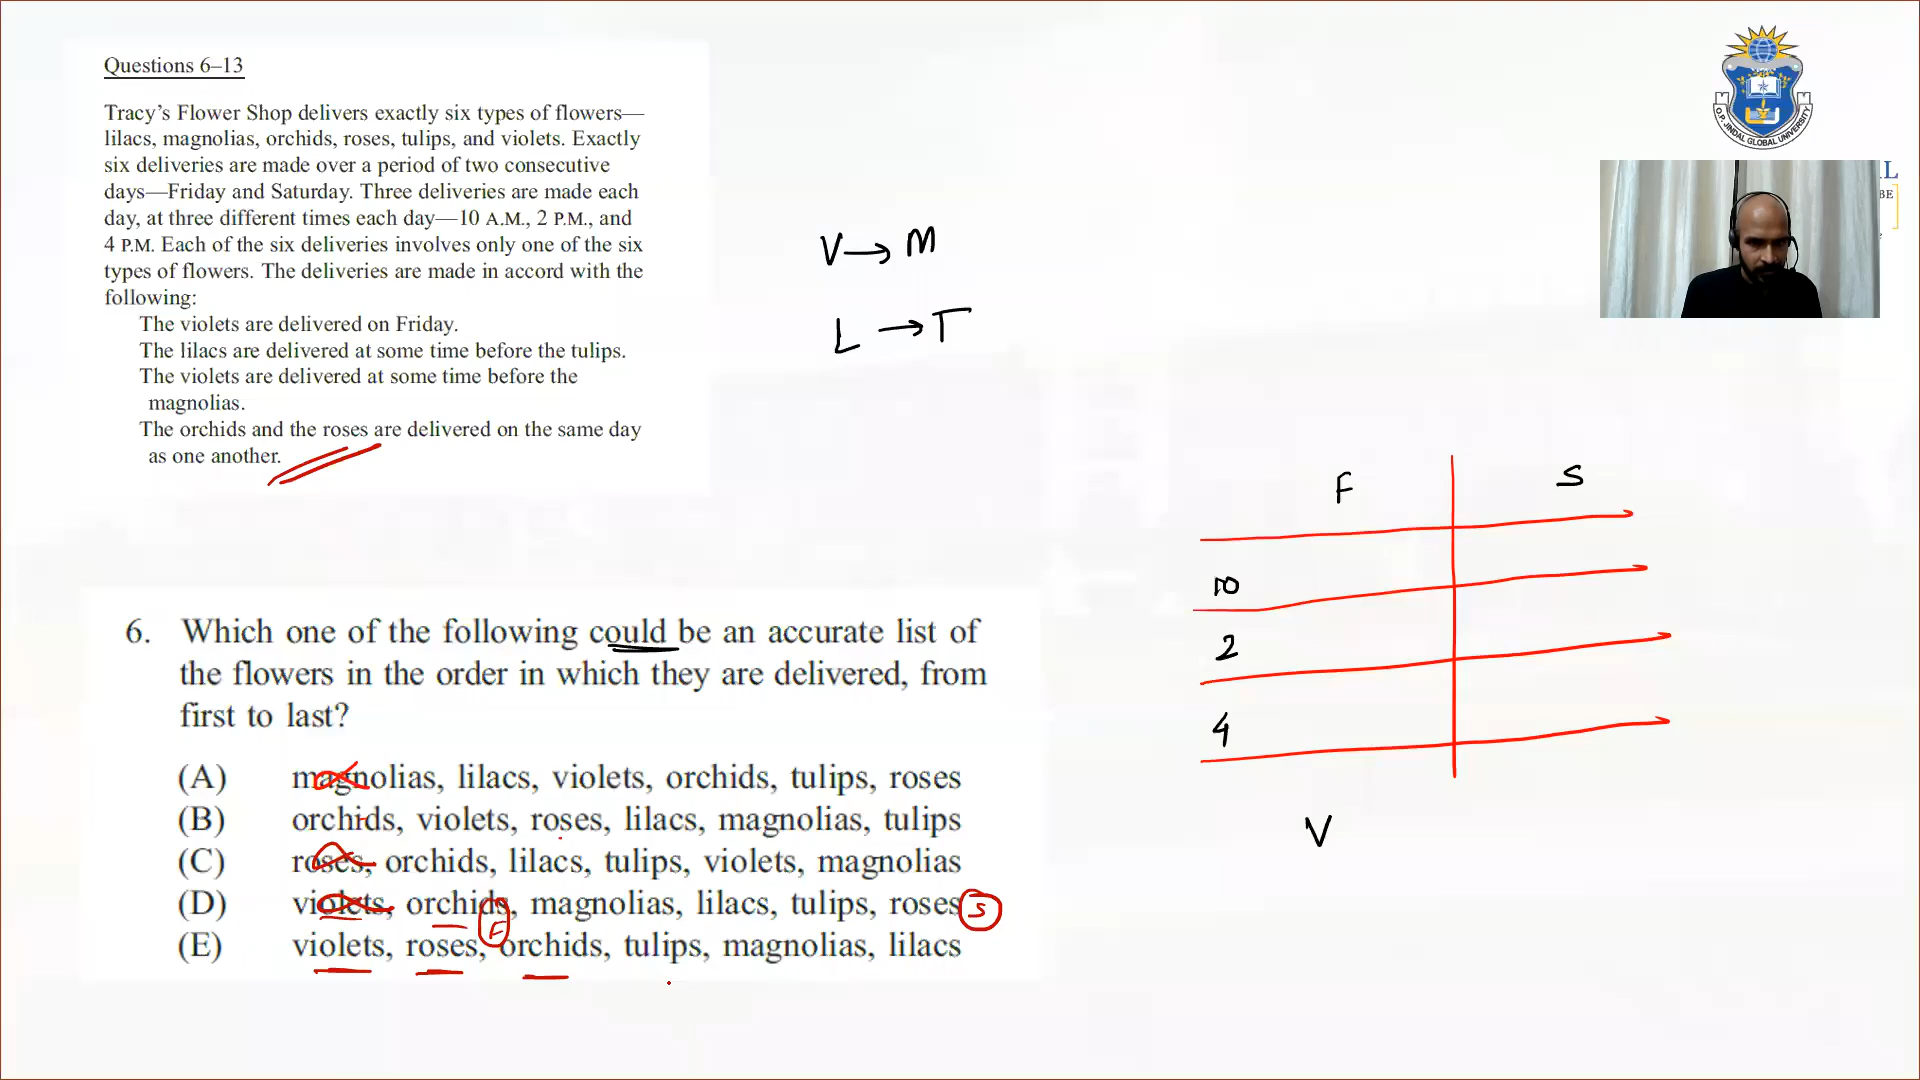 Questions 6–13
Tracy’s Flower Shop delivers exactly six types of flowers—
lilacs, magnolias, orchids, roses, tulips, and violets. Exactly
six deliveries are made over a period of two consecutive
days—Friday and Saturday. Three deliveries are made each
day, at three different times each day—10 A.M., 2 P.M., and
4 P.M. Each of the six deliveries involves only one of the six
types of flowers. The deliveries are made in accord with the
following:
The violets are delivered on Friday.
The lilacs are delivered at some time before the tulips.
The violets are delivered at some time before the
magnolias.
The orchids and the roses are delivered on the same day
as one another.
V → M
L → T
6. Which one of the following could be an accurate list of
the flowers in the order in which they are delivered, from
first to last?
(A) magnolias, lilacs, violets, orchids, tulips, roses
(B) orchids, violets, roses, lilacs, magnolias, tulips
(C) roses, orchids, lilacs, tulips, violets, magnolias
(D) violets, orchids, magnolias, lilacs, tulips, roses S
F
(E) violets, roses, orchids, tulips, magnolias, lilacs
F S
10
2
4
V
O.P. JINDAL GLOBAL UNIVERSITY
L
BE